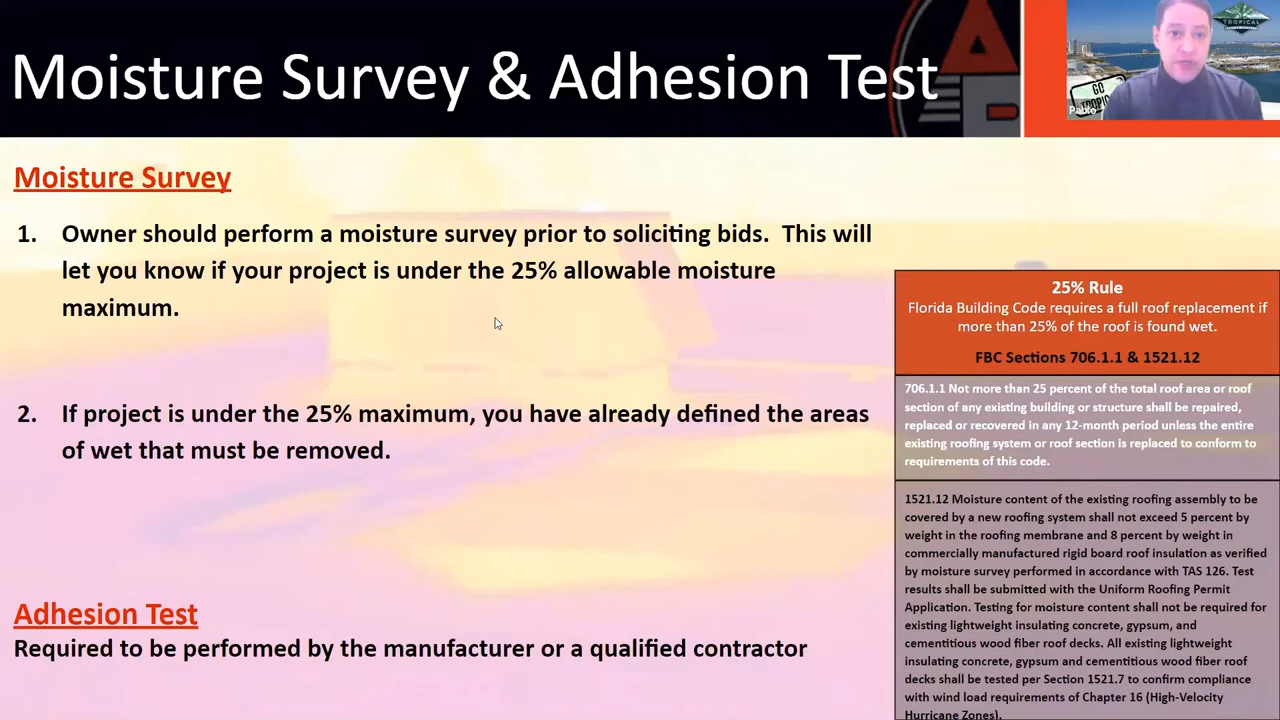 Moisture Survey & Adhesion Test
TROPICAL
GO
TROPIC
Pablo
Moisture Survey
1. Owner should perform a moisture survey prior to soliciting bids. This will
let you know if your project is under the 25% allowable moisture
maximum.
2. If project is under the 25% maximum, you have already defined the areas
of wet that must be removed.
Adhesion Test
Required to be performed by the manufacturer or a qualified contractor
25% Rule
Florida Building Code requires a full roof replacement if
more than 25% of the roof is found wet.
FBC Sections 706.1.1 & 1521.12
706.1.1 Not more than 25 percent of the total roof area or roof
section of any existing building or structure shall be repaired,
replaced or recovered in any 12-month period unless the entire
existing roofing system or roof section is replaced to conform to
requirements of this code.
1521.12 Moisture content of the existing roofing assembly to be
covered by a new roofing system shall not exceed 5 percent by
weight in the roofing membrane and 8 percent by weight in
commercially manufactured rigid board roof insulation as verified
by moisture survey performed in accordance with TAS 126. Test
results shall be submitted with the Uniform Roofing Permit
Application. Testing for moisture content shall not be required for
existing lightweight insulating concrete, gypsum, and
cementitious wood fiber roof decks. All existing lightweight
insulating concrete, gypsum and cementitious wood fiber roof
decks shall be tested per Section 1521.7 to confirm compliance
with wind load requirements of Chapter 16 (High-Velocity
Hurricane Zones).